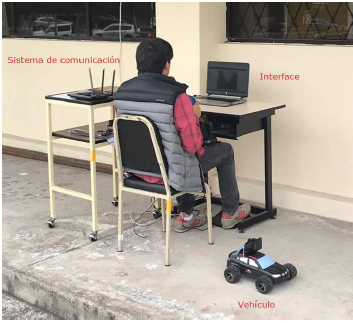 Sistema de comunicación
Interface
Vehículo